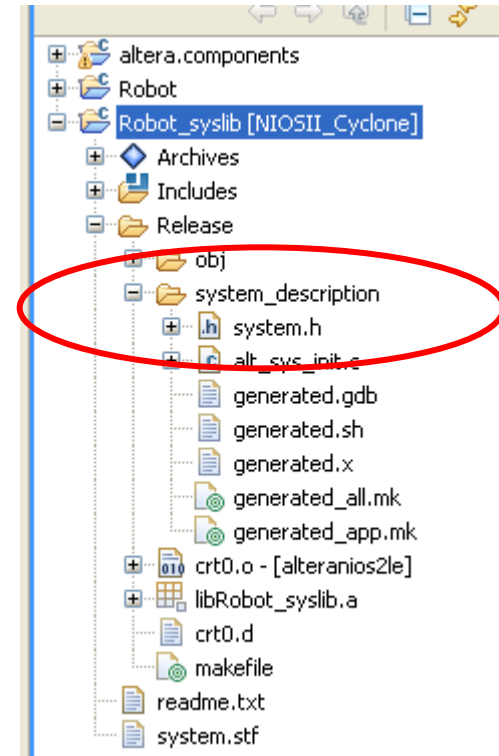 altera.components
Robot
Robot_syslib [NIOSII_Cyclone]
Archives
Includes
Release
obj
system_description
system.h
alt_sys_init.c
generated.gdb
generated.sh
generated.x
generated_all.mk
generated_app.mk
crt0.o - [alteranios2le]
libRobot_syslib.a
crt0.d
makefile
readme.txt
system.stf